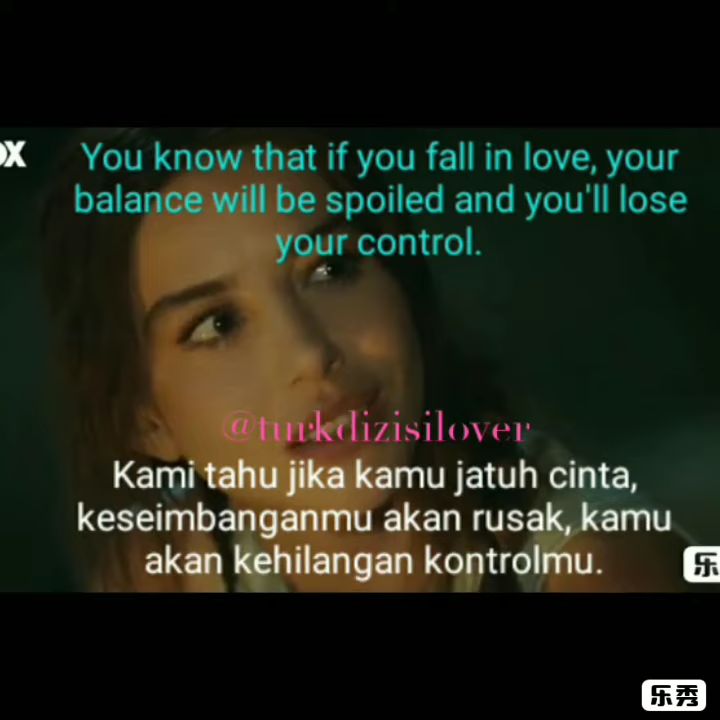 You know that if you fall in love, your
balance will be spoiled and you'll lose
your control.
@turkdizisilover
Kami tahu jika kamu jatuh cinta,
keseimbanganmu akan rusak, kamu
akan kehilangan kontrolmu.
乐
乐秀